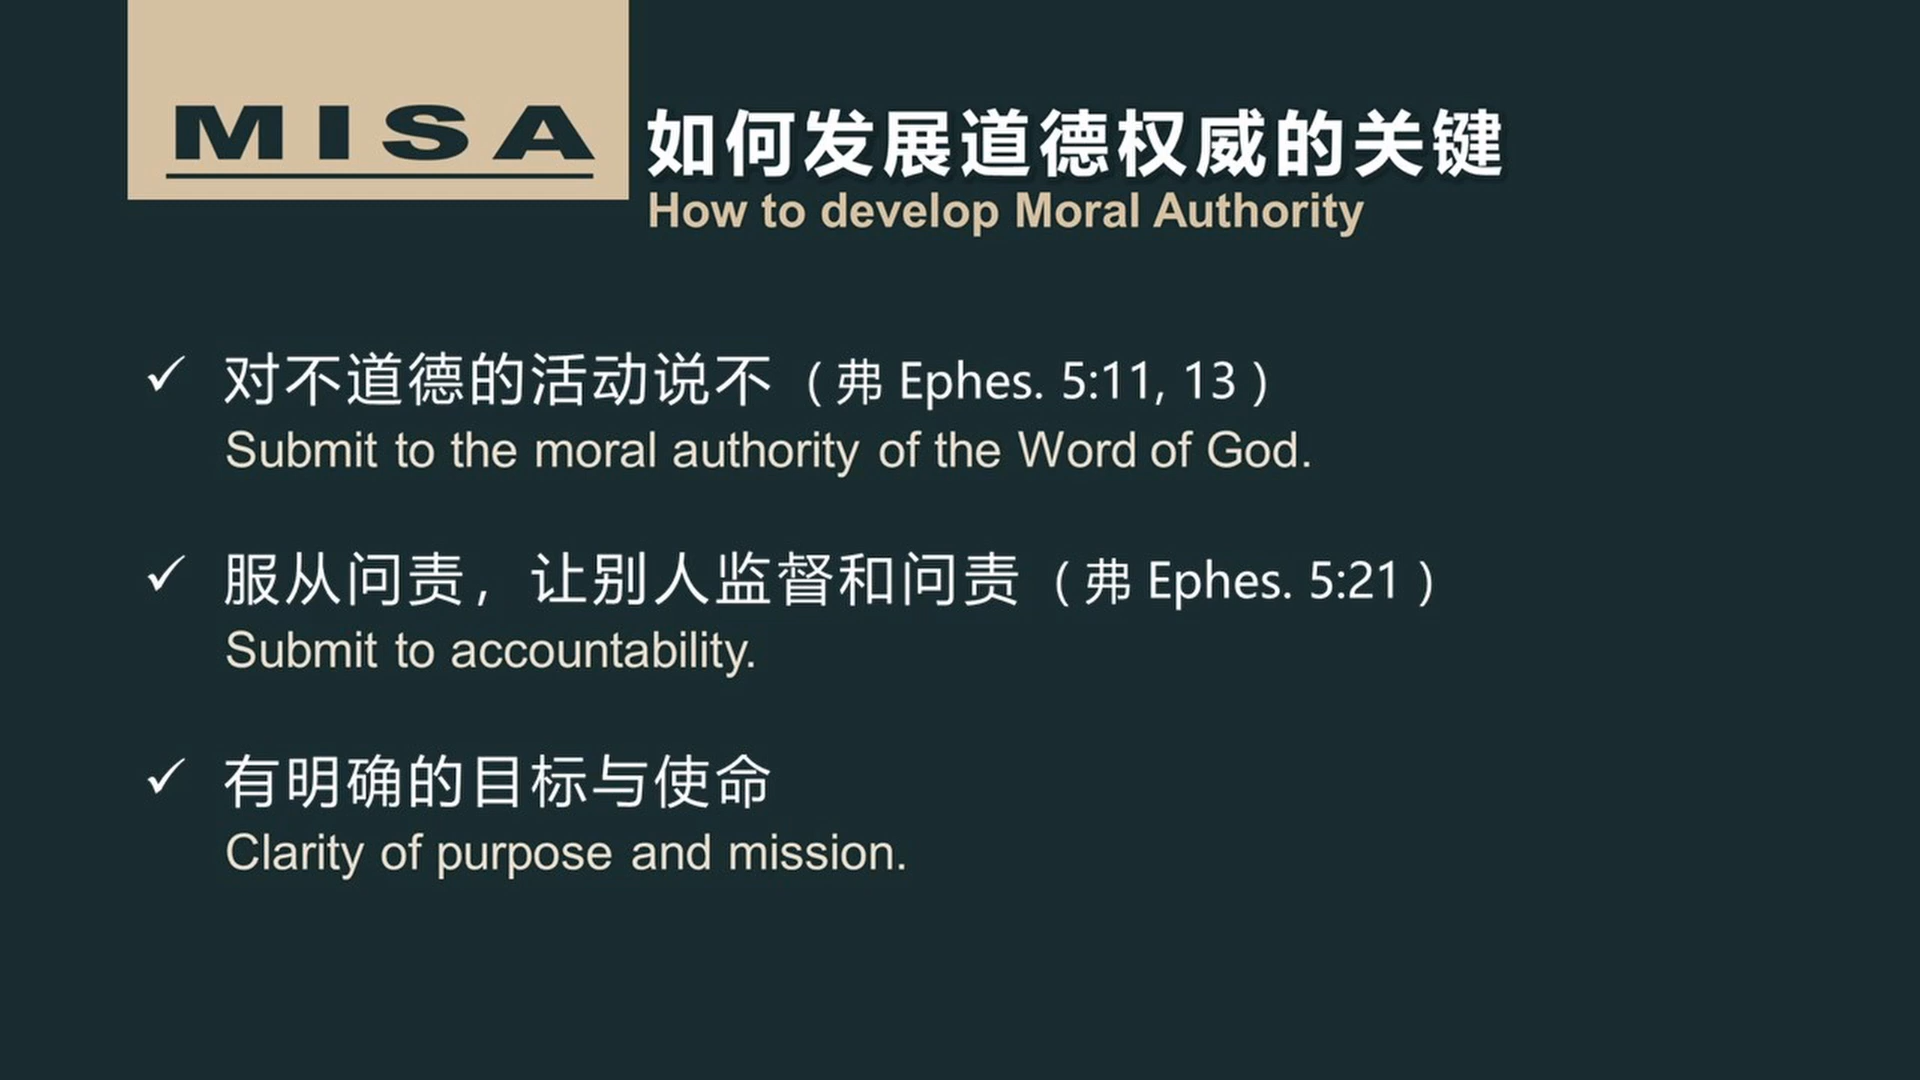 MISA
如何发展道德权威的关键
How to develop Moral Authority
✓ 对不道德的活动说不（弗 Ephes. 5:11, 13）
Submit to the moral authority of the Word of God.
✓ 服从问责，让别人监督和问责（弗 Ephes. 5:21）
Submit to accountability.
✓ 有明确的目标与使命
Clarity of purpose and mission.